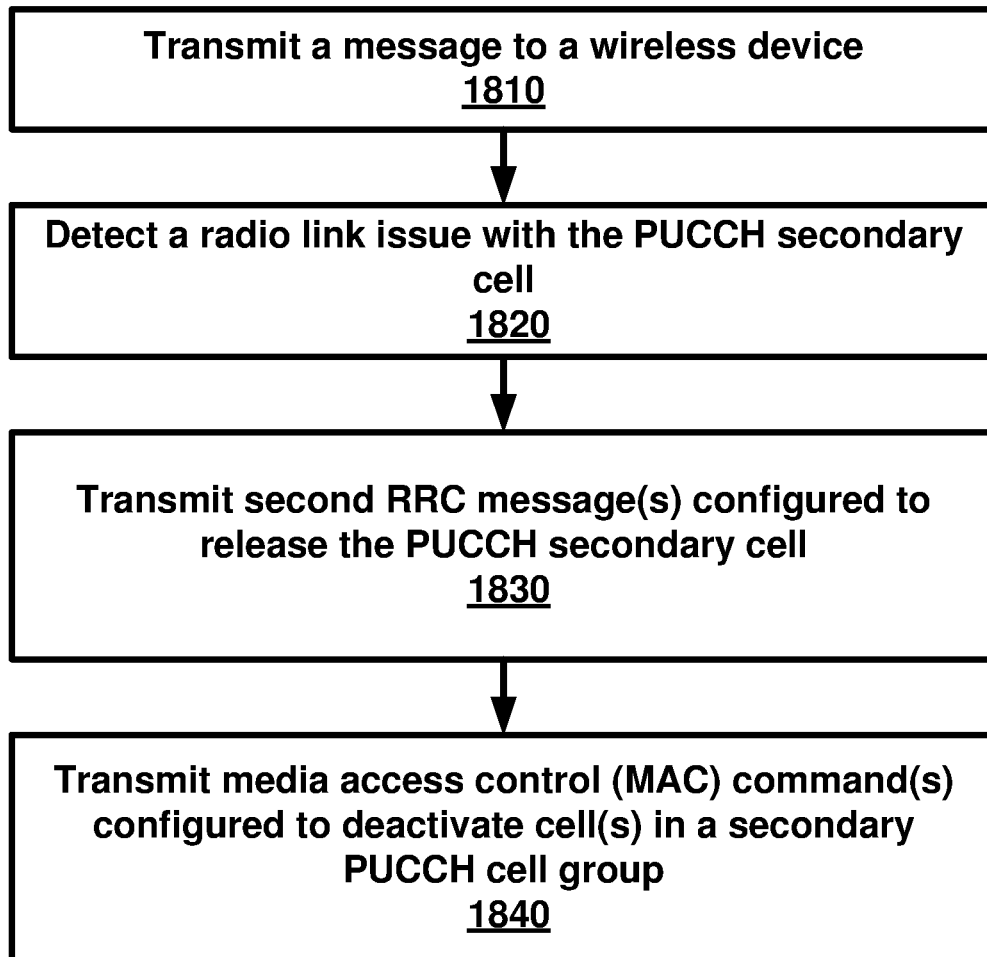 Transmit a message to a wireless device
1810
Detect a radio link issue with the PUCCH secondary
cell
1820
Transmit second RRC message(s) configured to
release the PUCCH secondary cell
1830
Transmit media access control (MAC) command(s)
configured to deactivate cell(s) in a secondary
PUCCH cell group
1840